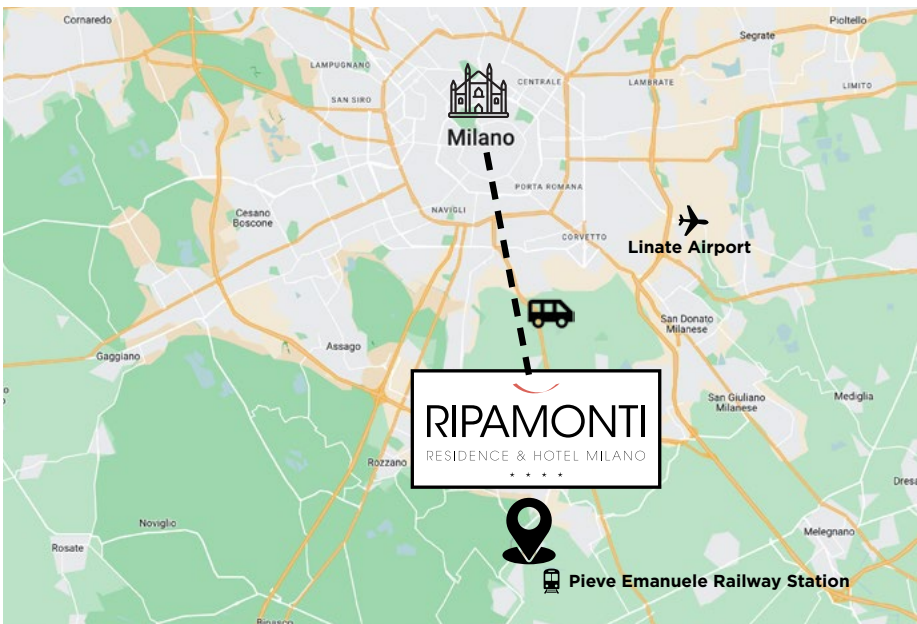 Cornaredo
Pioltello
Segrate
LAMPUGNANO
CENTRALE
LAMBRATE
LIMITO
SAN SIRO
Milano
PORTA ROMANA
NAVIGLI
Cesano
Boscone
CORVETTO
Linate Airport
San Donato
Milanese
Assago
Gaggiano
RIPAMONTI
RESIDENCE & HOTEL MILANO
San Giuliano
Milanese
Mediglia
Rozzano
Dres
Noviglio
Melegnano
Rosate
Pieve Emanuele Railway Station
Binasco